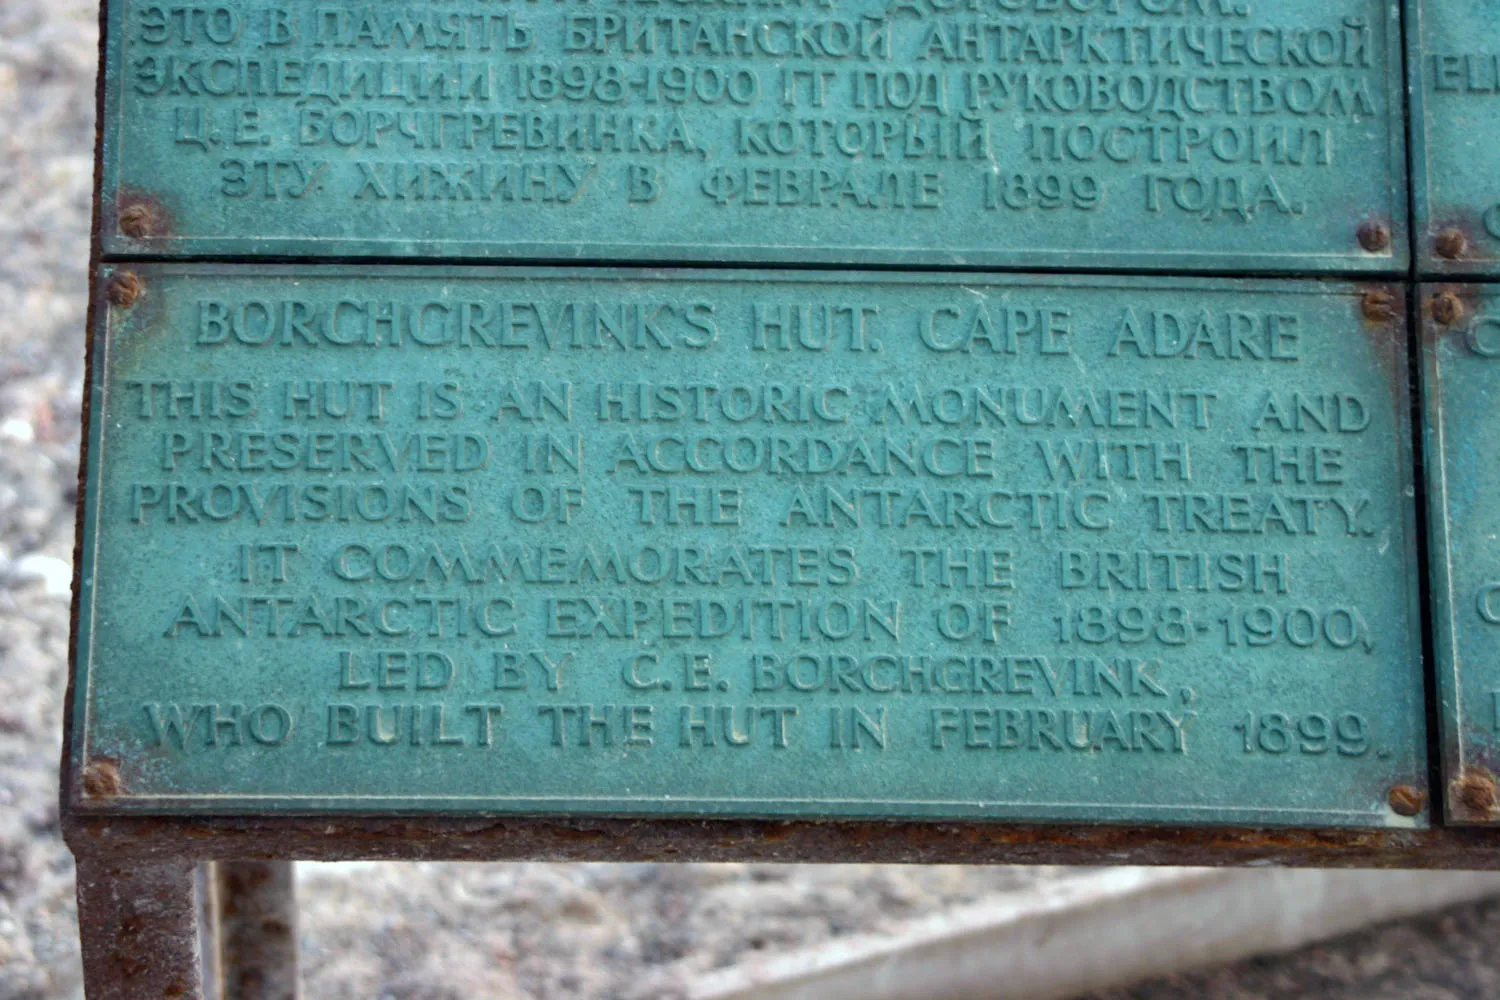 ДОГОВОРОМ.
ЭТО В ПАМЯТЬ БРИТАНСКОЙ АНТАРКТИЧЕСКОЙ
ЭКСПЕДИЦИИ 1898-1900 ГГ ПОД РУКОВОДСТВОМ
Ц. Е. БОРЧГРЕВИНКА, КОТОРЫЙ ПОСТРОИЛ
ЭТУ ХИЖИНУ В ФЕВРАЛЕ 1899 ГОДА.
BORCHGREVINK'S HUT. CAPE ADARE
THIS HUT IS AN HISTORIC MONUMENT AND
PRESERVED IN ACCORDANCE WITH THE
PROVISIONS OF THE ANTARCTIC TREATY.
IT COMMEMORATES THE BRITISH
ANTARCTIC EXPEDITION OF 1898-1900,
LED BY C.E. BORCHGREVINK,
WHO BUILT THE HUT IN FEBRUARY 1899.